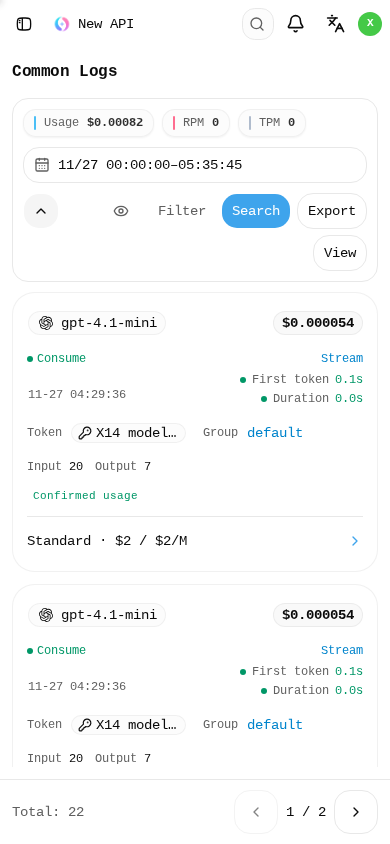 New API
X
Common Logs
Usage $0.00082 RPM 0 TPM 0
11/27 00:00:00–05:35:45
Filter Search Export
View
gpt-4.1-mini $0.000054
Consume Stream
First token 0.1s
11-27 04:29:36
Duration 0.0s
Token X14 model… Group default
Input 20 Output 7
Confirmed usage
Standard · $2 / $2/M
gpt-4.1-mini $0.000054
Consume Stream
First token 0.1s
11-27 04:29:36
Duration 0.0s
Token X14 model… Group default
Input 20 Output 7
Total: 22 1 / 2